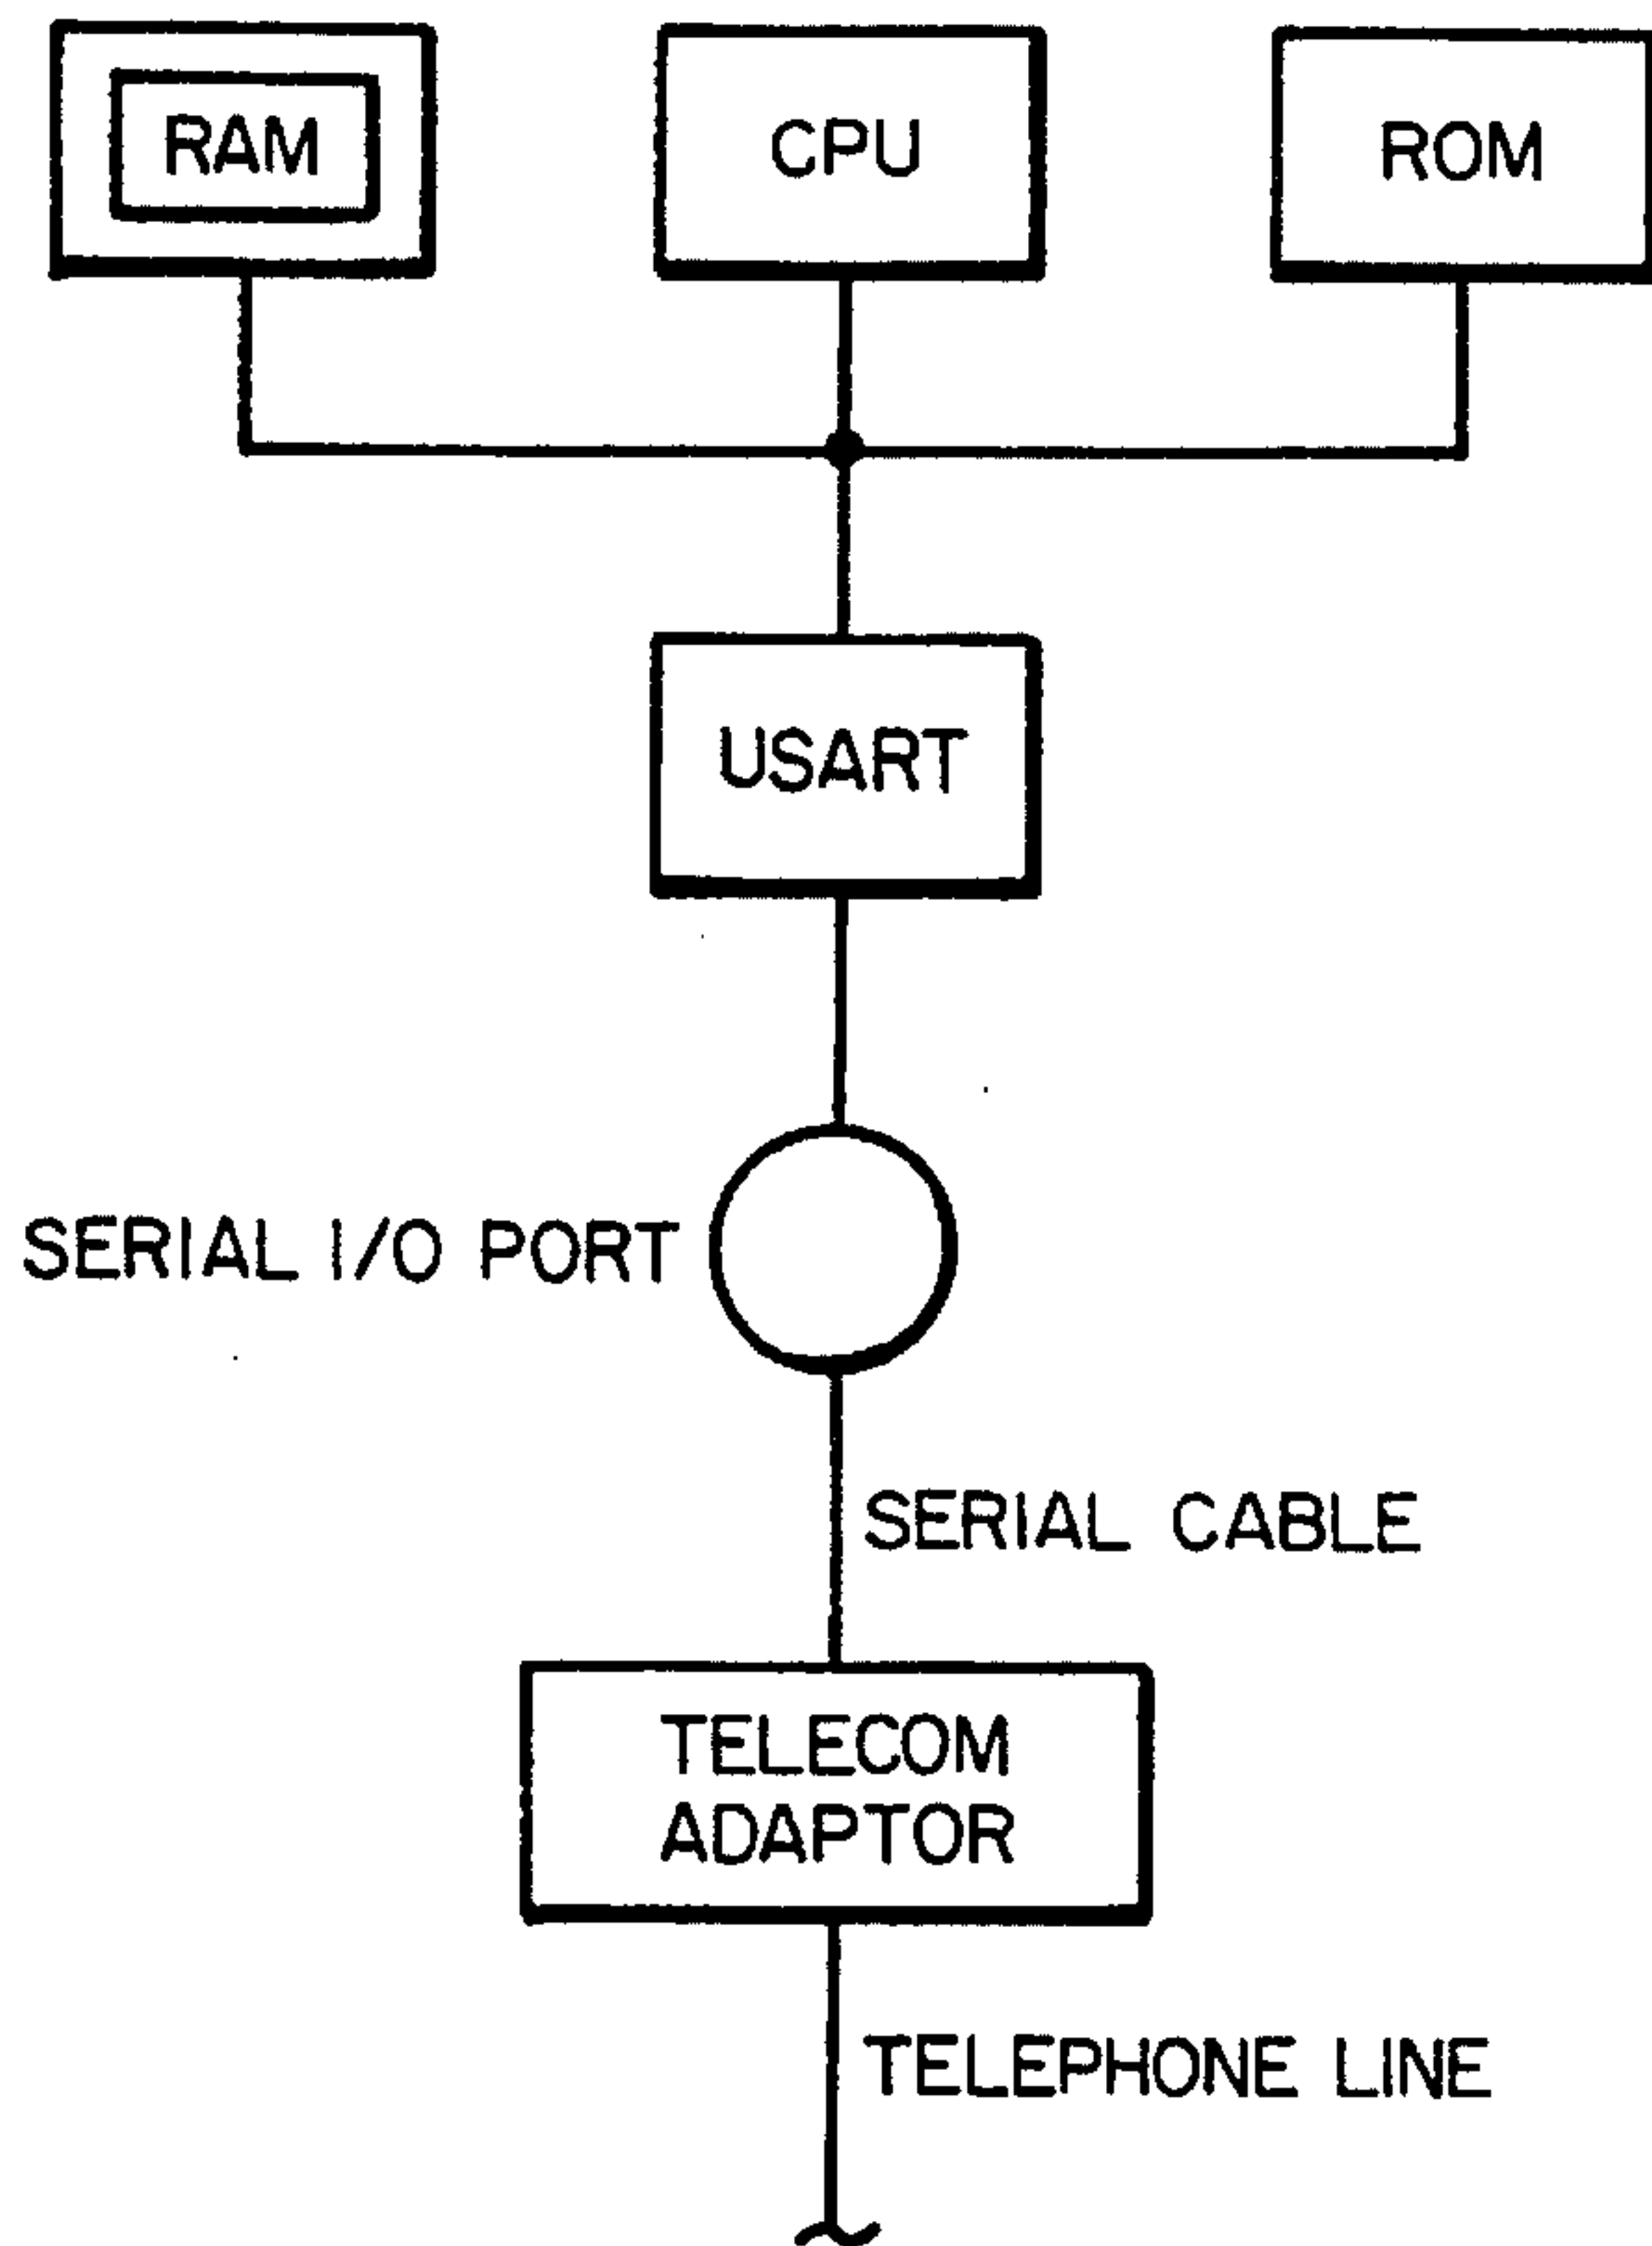 RAM
CPU
ROM
USART
SERIAL I/O PORT
SERIAL CABLE
TELECOM
ADAPTOR
TELEPHONE LINE